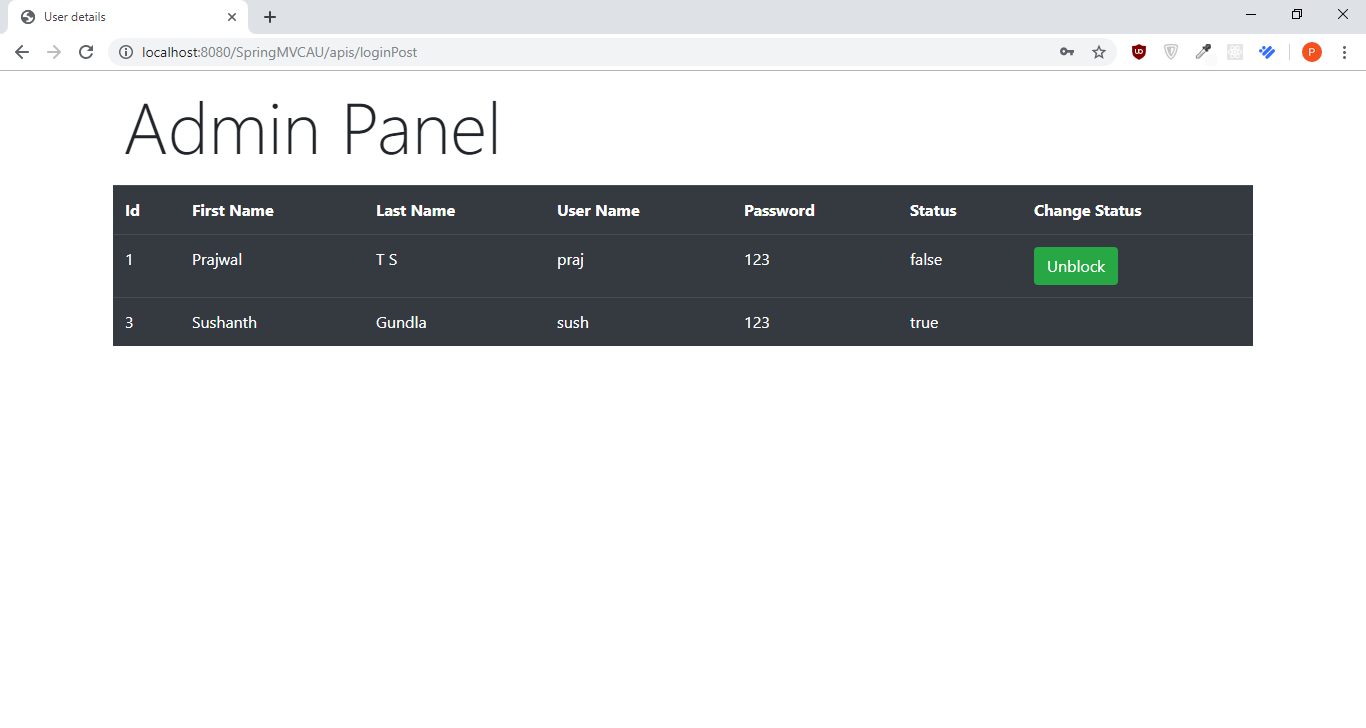 User details
localhost:8080/SpringMVCAU/apis/loginPost
P
Admin Panel
Id First Name Last Name User Name Password Status Change Status
1 Prajwal T S praj 123 false Unblock
3 Sushanth Gundla sush 123 true